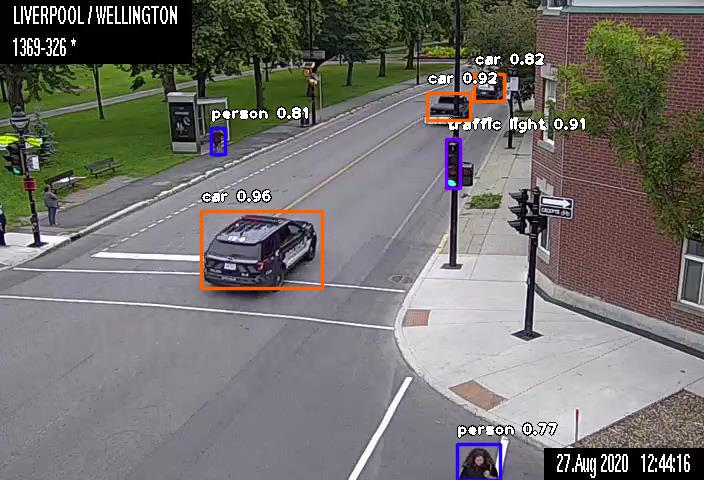 LIVERPOOL / WELLINGTON
1369-326 *
car 0.82
car 0.92
person 0.81
traffic light 0.91
car 0.96
person 0.77
27.Aug 2020 12:44:16